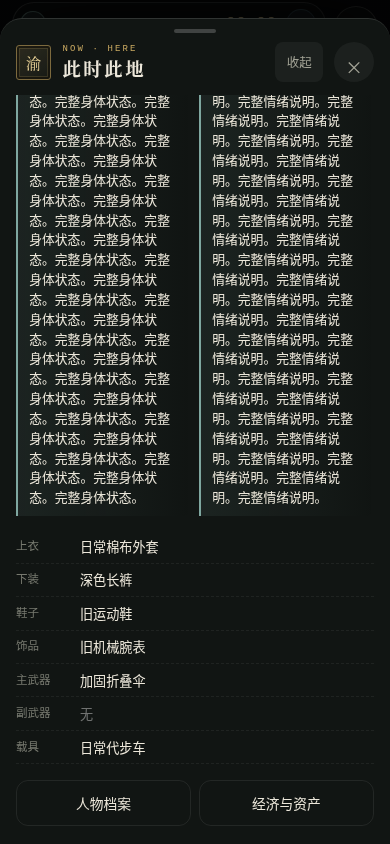 渝
NOW · HERE
此时此地
收起
态。完整身体状态。完整
身体状态。完整身体状
态。完整身体状态。完整
身体状态。完整身体状
态。完整身体状态。完整
身体状态。完整身体状
态。完整身体状态。完整
身体状态。完整身体状
态。完整身体状态。完整
身体状态。完整身体状
态。完整身体状态。完整
身体状态。完整身体状
态。完整身体状态。完整
身体状态。完整身体状
态。完整身体状态。完整
身体状态。完整身体状
态。完整身体状态。完整
身体状态。完整身体状
态。完整身体状态。完整
身体状态。完整身体状
态。完整身体状态。
明。完整情绪说明。完整
情绪说明。完整情绪说
明。完整情绪说明。完整
情绪说明。完整情绪说
明。完整情绪说明。完整
情绪说明。完整情绪说
明。完整情绪说明。完整
情绪说明。完整情绪说
明。完整情绪说明。完整
情绪说明。完整情绪说
明。完整情绪说明。完整
情绪说明。完整情绪说
明。完整情绪说明。完整
情绪说明。完整情绪说
明。完整情绪说明。完整
情绪说明。完整情绪说
明。完整情绪说明。完整
情绪说明。完整情绪说
明。完整情绪说明。完整
情绪说明。完整情绪说
明。完整情绪说明。
上衣 日常棉布外套
下装 深色长裤
鞋子 旧运动鞋
饰品 旧机械腕表
主武器 加固折叠伞
副武器 无
载具 日常代步车
人物档案
经济与资产